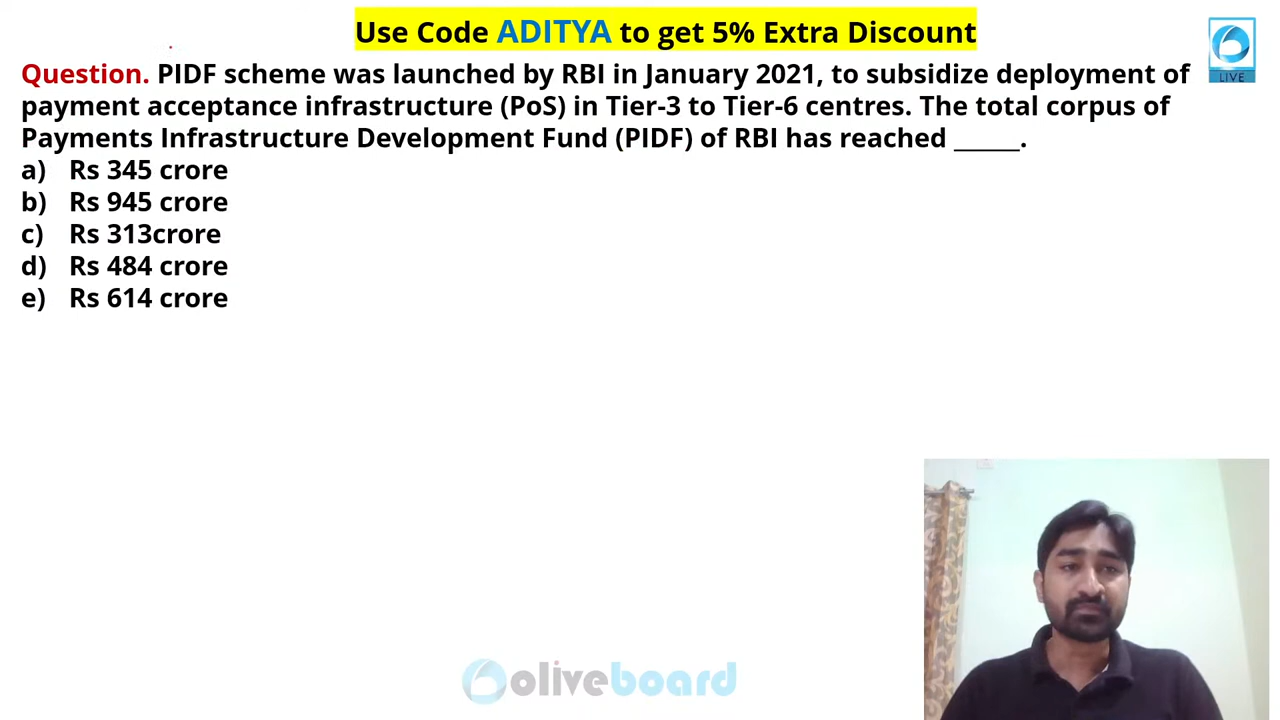 Use Code ADITYA to get 5% Extra Discount
LIVE
Question. PIDF scheme was launched by RBI in January 2021, to subsidize deployment of
payment acceptance infrastructure (PoS) in Tier-3 to Tier-6 centres. The total corpus of
Payments Infrastructure Development Fund (PIDF) of RBI has reached ______.
a) Rs 345 crore
b) Rs 945 crore
c) Rs 313crore
d) Rs 484 crore
e) Rs 614 crore
oliveboard